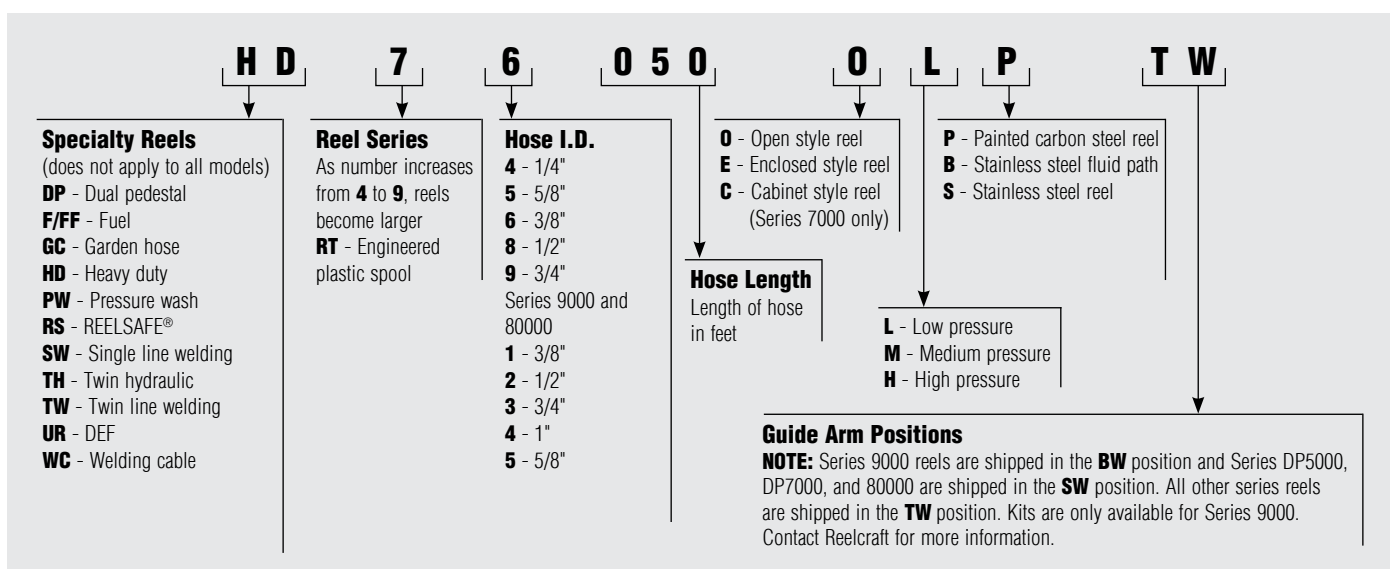 H D 7 6 0 5 0 O L P T W
Specialty Reels
(does not apply to all models)
DP - Dual pedestal
F/FF - Fuel
GC - Garden hose
HD - Heavy duty
PW - Pressure wash
RS - REELSAFE®
SW - Single line welding
TH - Twin hydraulic
TW - Twin line welding
UR - DEF
WC - Welding cable
Reel Series
As number increases
from 4 to 9, reels
become larger
RT - Engineered
plastic spool
Hose I.D.
4 - 1/4"
5 - 5/8"
6 - 3/8"
8 - 1/2"
9 - 3/4"
Series 9000 and
80000
1 - 3/8"
2 - 1/2"
3 - 3/4"
4 - 1"
5 - 5/8"
Hose Length
Length of hose
in feet
O - Open style reel
E - Enclosed style reel
C - Cabinet style reel
(Series 7000 only)
L - Low pressure
M - Medium pressure
H - High pressure
P - Painted carbon steel reel
B - Stainless steel fluid path
S - Stainless steel reel
Guide Arm Positions
NOTE: Series 9000 reels are shipped in the BW position and Series DP5000,
DP7000, and 80000 are shipped in the SW position. All other series reels
are shipped in the TW position. Kits are only available for Series 9000.
Contact Reelcraft for more information.